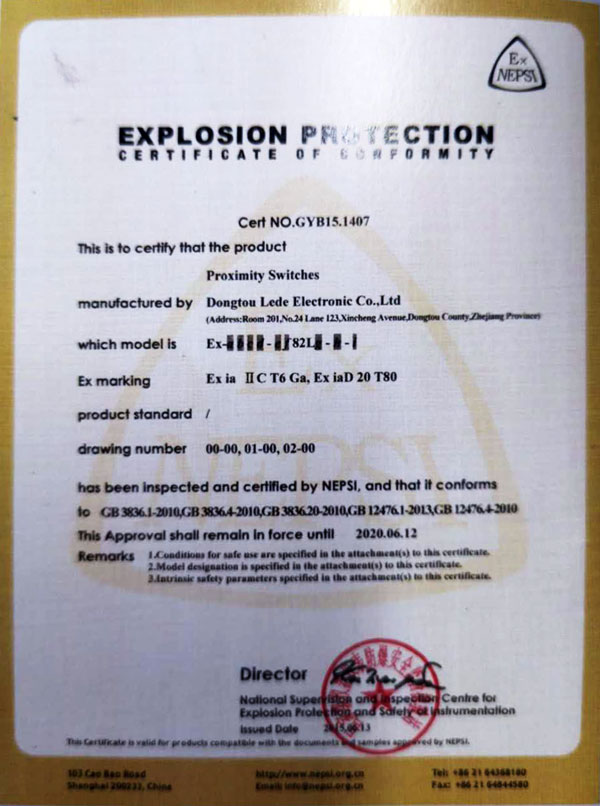 Ex
NEPSI
EXPLOSION PROTECTION
CERTIFICATE OF CONFORMITY
Cert NO.GYB15.1407
This is to certify that the product
Proximity Switches
manufactured by Dongtou Lede Electronic Co.,Ltd
(Address:Room 201,No.24 Lane 123,Xincheng Avenue,Dongtou County,Zhejiang Province)
which model is Ex- - 82L - -
Ex marking Ex ia ⅡC T6 Ga, Ex iaD 20 T80
product standard /
drawing number 00-00, 01-00, 02-00
has been inspected and certified by NEPSI, and that it conforms
to GB 3836.1-2010,GB 3836.4-2010,GB 3836.20-2010,GB 12476.1-2013,GB 12476.4-2010
This Approval shall remain in force until 2020.06.12
Remarks 1.Conditions for safe use are specified in the attachment(s) to this certificate.
2.Model designation is specified in the attachment(s) to this certificate.
3.Intrinsic safety parameters specified in the attachment(s) to this certificate.
Director
National Supervision and Inspection Centre for
Explosion Protection and Safety of Instrumentation
Issued Date 2015.06.13
This Certificate is valid for products compatible with the documents and samples approved by NEPSI.
103 Cao Bao Road http://www.nepsi.org.cn Tel: +86 21 64368180
Shanghai 200233, China Email: info@nepsi.org.cn Fax: +86 21 64844580